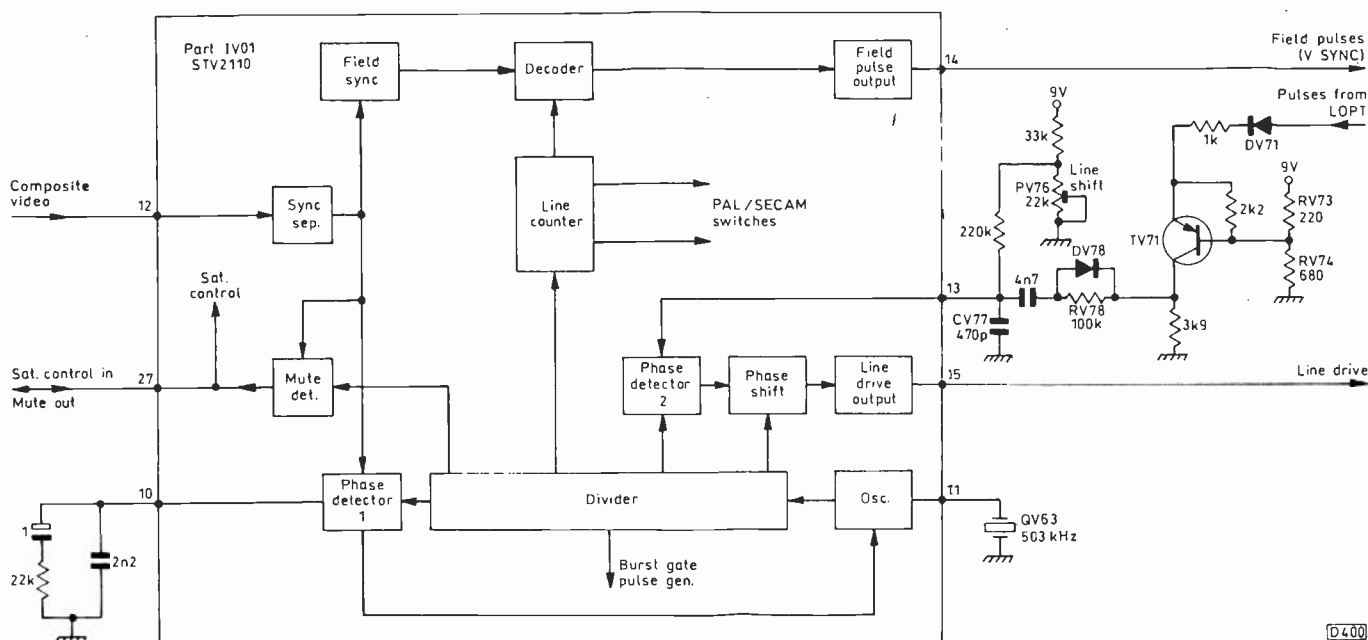 Part IV01
STV2110
Field
sync
Decoder
Field
pulse
output
14
Field pulses
(V SYNC)
Pulses from
LOPT
9V
33k
1k
DV71
PV76
22k
Line
shift
9V
RV73
220
2k2
TV71
RV74
680
220k
DV78
4n7
RV78
100k
3k9
13
CV77
470p
Composite
video
12
Sync
sep.
Line
counter
PAL/SECAM
switches
Sat.
control
Sat. control in
Mute out
27
Mute
det.
Phase
detector
2
Phase
shift
Line
drive
output
15
Line drive
10
Phase
detector
1
Divider
Osc.
11
QV63
503 kHz
1
22k
2n2
Burst gate
pulse gen.
D400